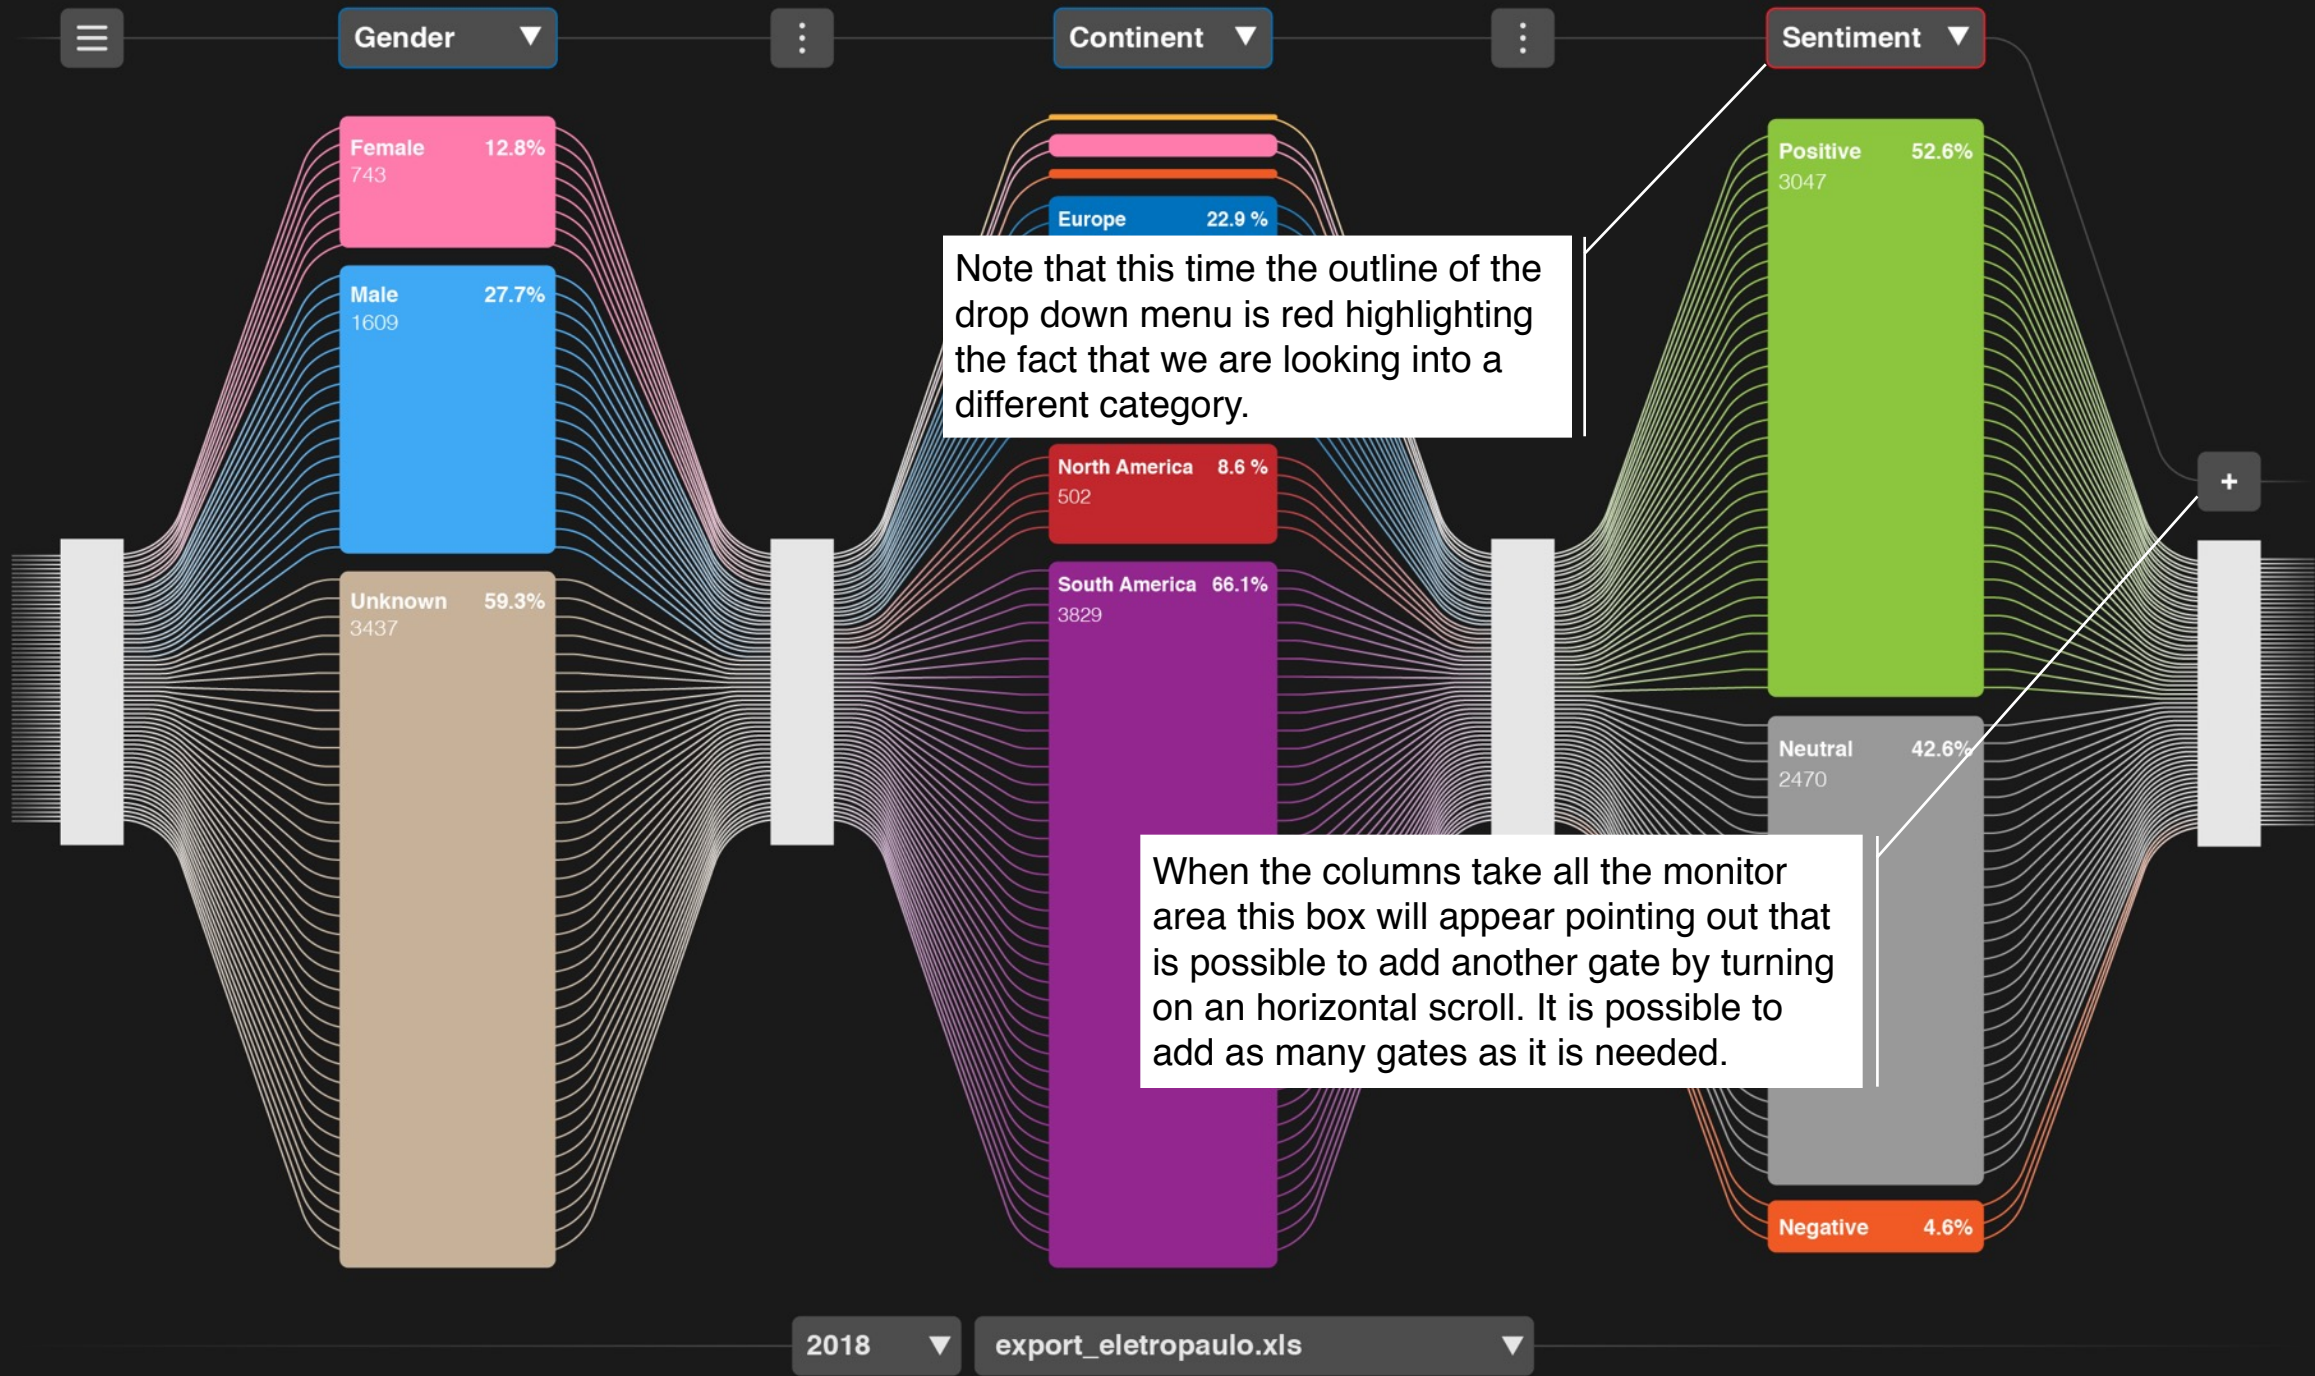 Gender ▼
Continent ▼
Sentiment ▼
Female 12.8%
743
Male 27.7%
1609
Unknown 59.3%
3437
Europe 22.9 %
North America 8.6 %
502
South America 66.1%
3829
Positive 52.6%
3047
Neutral 42.6%
2470
Negative 4.6%
+
Note that this time the outline of the
drop down menu is red highlighting
the fact that we are looking into a
different category.
When the columns take all the monitor
area this box will appear pointing out that
is possible to add another gate by turning
on an horizontal scroll. It is possible to
add as many gates as it is needed.
2018 ▼
export_eletropaulo.xls ▼